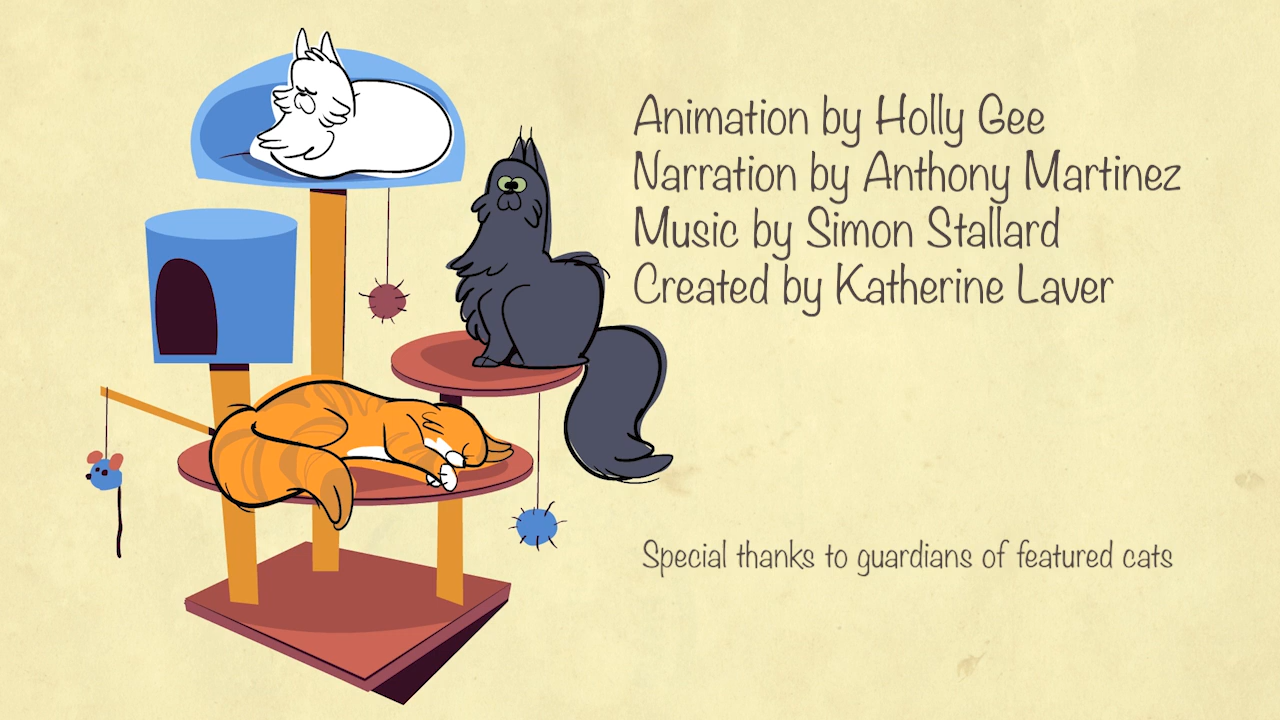 Animation by Holly Gee
Narration by Anthony Martinez
Music by Simon Stallard
Created by Katherine Laver
Special thanks to guardians of featured cats